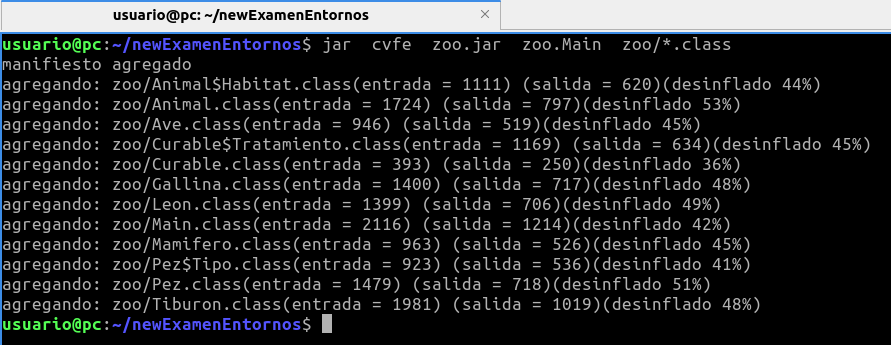 usuario@pc: ~/newExamenEntornos ×
usuario@pc:~/newExamenEntornos$ jar  cvfe  zoo.jar  zoo.Main  zoo/*.class
manifiesto agregado
agregando: zoo/Animal$Habitat.class(entrada = 1111) (salida = 620)(desinflado 44%)
agregando: zoo/Animal.class(entrada = 1724) (salida = 797)(desinflado 53%)
agregando: zoo/Ave.class(entrada = 946) (salida = 519)(desinflado 45%)
agregando: zoo/Curable$Tratamiento.class(entrada = 1169) (salida = 634)(desinflado 45%)
agregando: zoo/Curable.class(entrada = 393) (salida = 250)(desinflado 36%)
agregando: zoo/Gallina.class(entrada = 1400) (salida = 717)(desinflado 48%)
agregando: zoo/Leon.class(entrada = 1399) (salida = 706)(desinflado 49%)
agregando: zoo/Main.class(entrada = 2116) (salida = 1214)(desinflado 42%)
agregando: zoo/Mamifero.class(entrada = 963) (salida = 526)(desinflado 45%)
agregando: zoo/Pez$Tipo.class(entrada = 923) (salida = 536)(desinflado 41%)
agregando: zoo/Pez.class(entrada = 1479) (salida = 718)(desinflado 51%)
agregando: zoo/Tiburon.class(entrada = 1981) (salida = 1019)(desinflado 48%)
usuario@pc:~/newExamenEntornos$